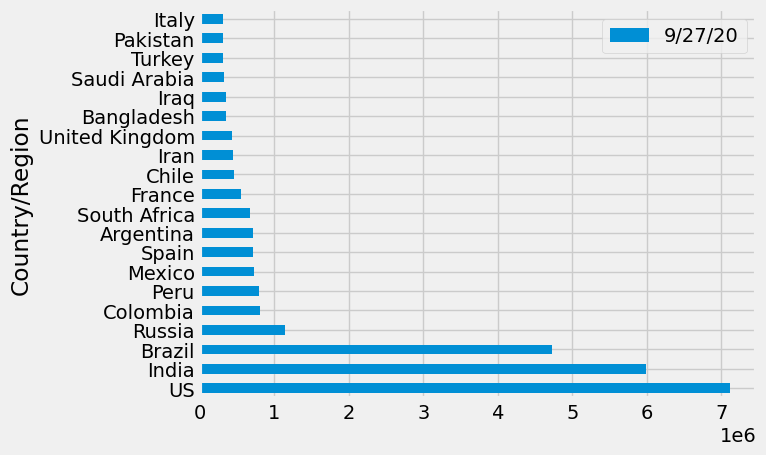 9/27/20
Country/Region
Italy
Pakistan
Turkey
Saudi Arabia
Iraq
Bangladesh
United Kingdom
Iran
Chile
France
South Africa
Argentina
Spain
Mexico
Peru
Colombia
Russia
Brazil
India
US
0 1 2 3 4 5 6 7
1e6